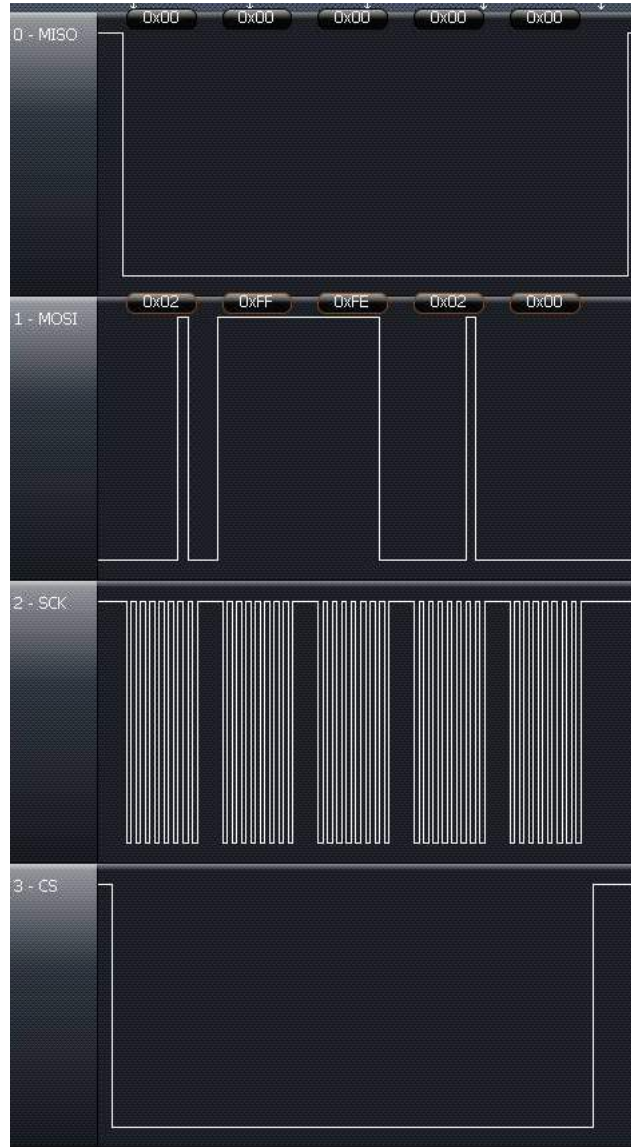 0x00 0x00 0x00 0x00 0x00
0 - MISO
0x02 0xFF 0xFE 0x02 0x00
1 - MOSI
2 - SCK
3 - CS